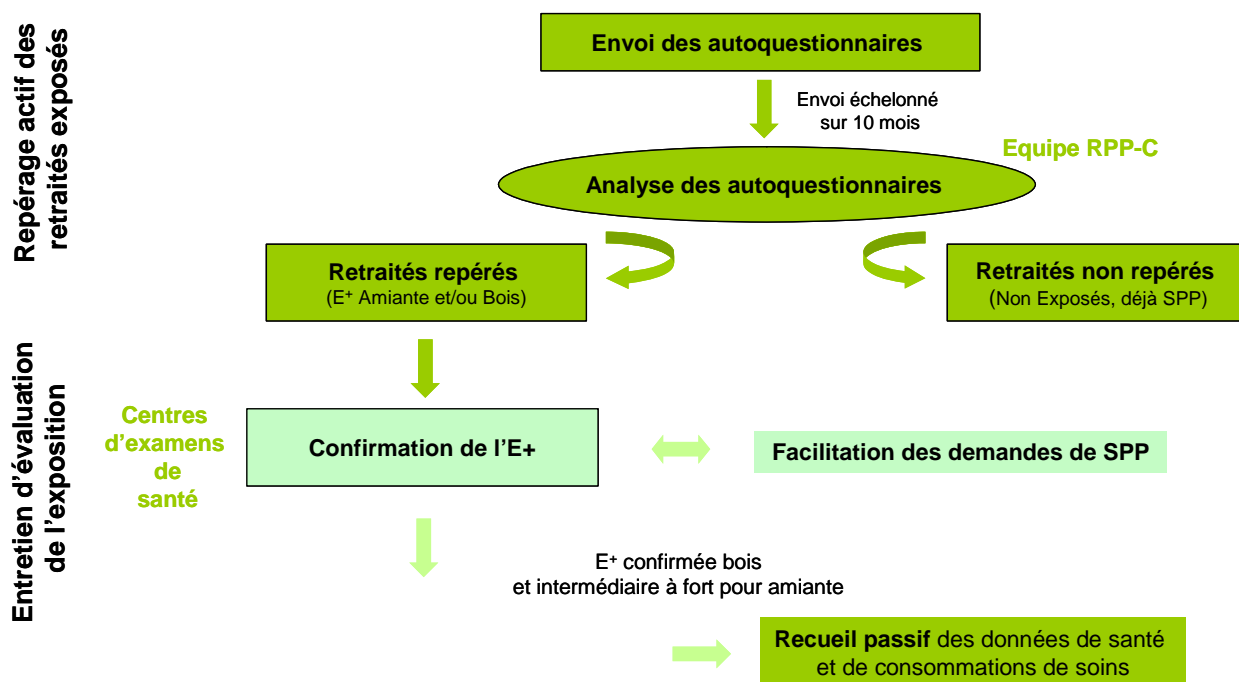 Repérage actif des
retraités exposés
Envoi des autoquestionnaires
Envoi échelonné
sur 10 mois
Equipe RPP-C
Analyse des autoquestionnaires
Retraités repérés
(E⁺ Amiante et/ou Bois)
Retraités non repérés
(Non Exposés, déjà SPP)
Entretien d’évaluation
de l’exposition
Centres
d’examens
de
santé
Confirmation de l’E+
Facilitation des demandes de SPP
E⁺ confirmée bois
et intermédiaire à fort pour amiante
Recueil passif des données de santé
et de consommations de soins